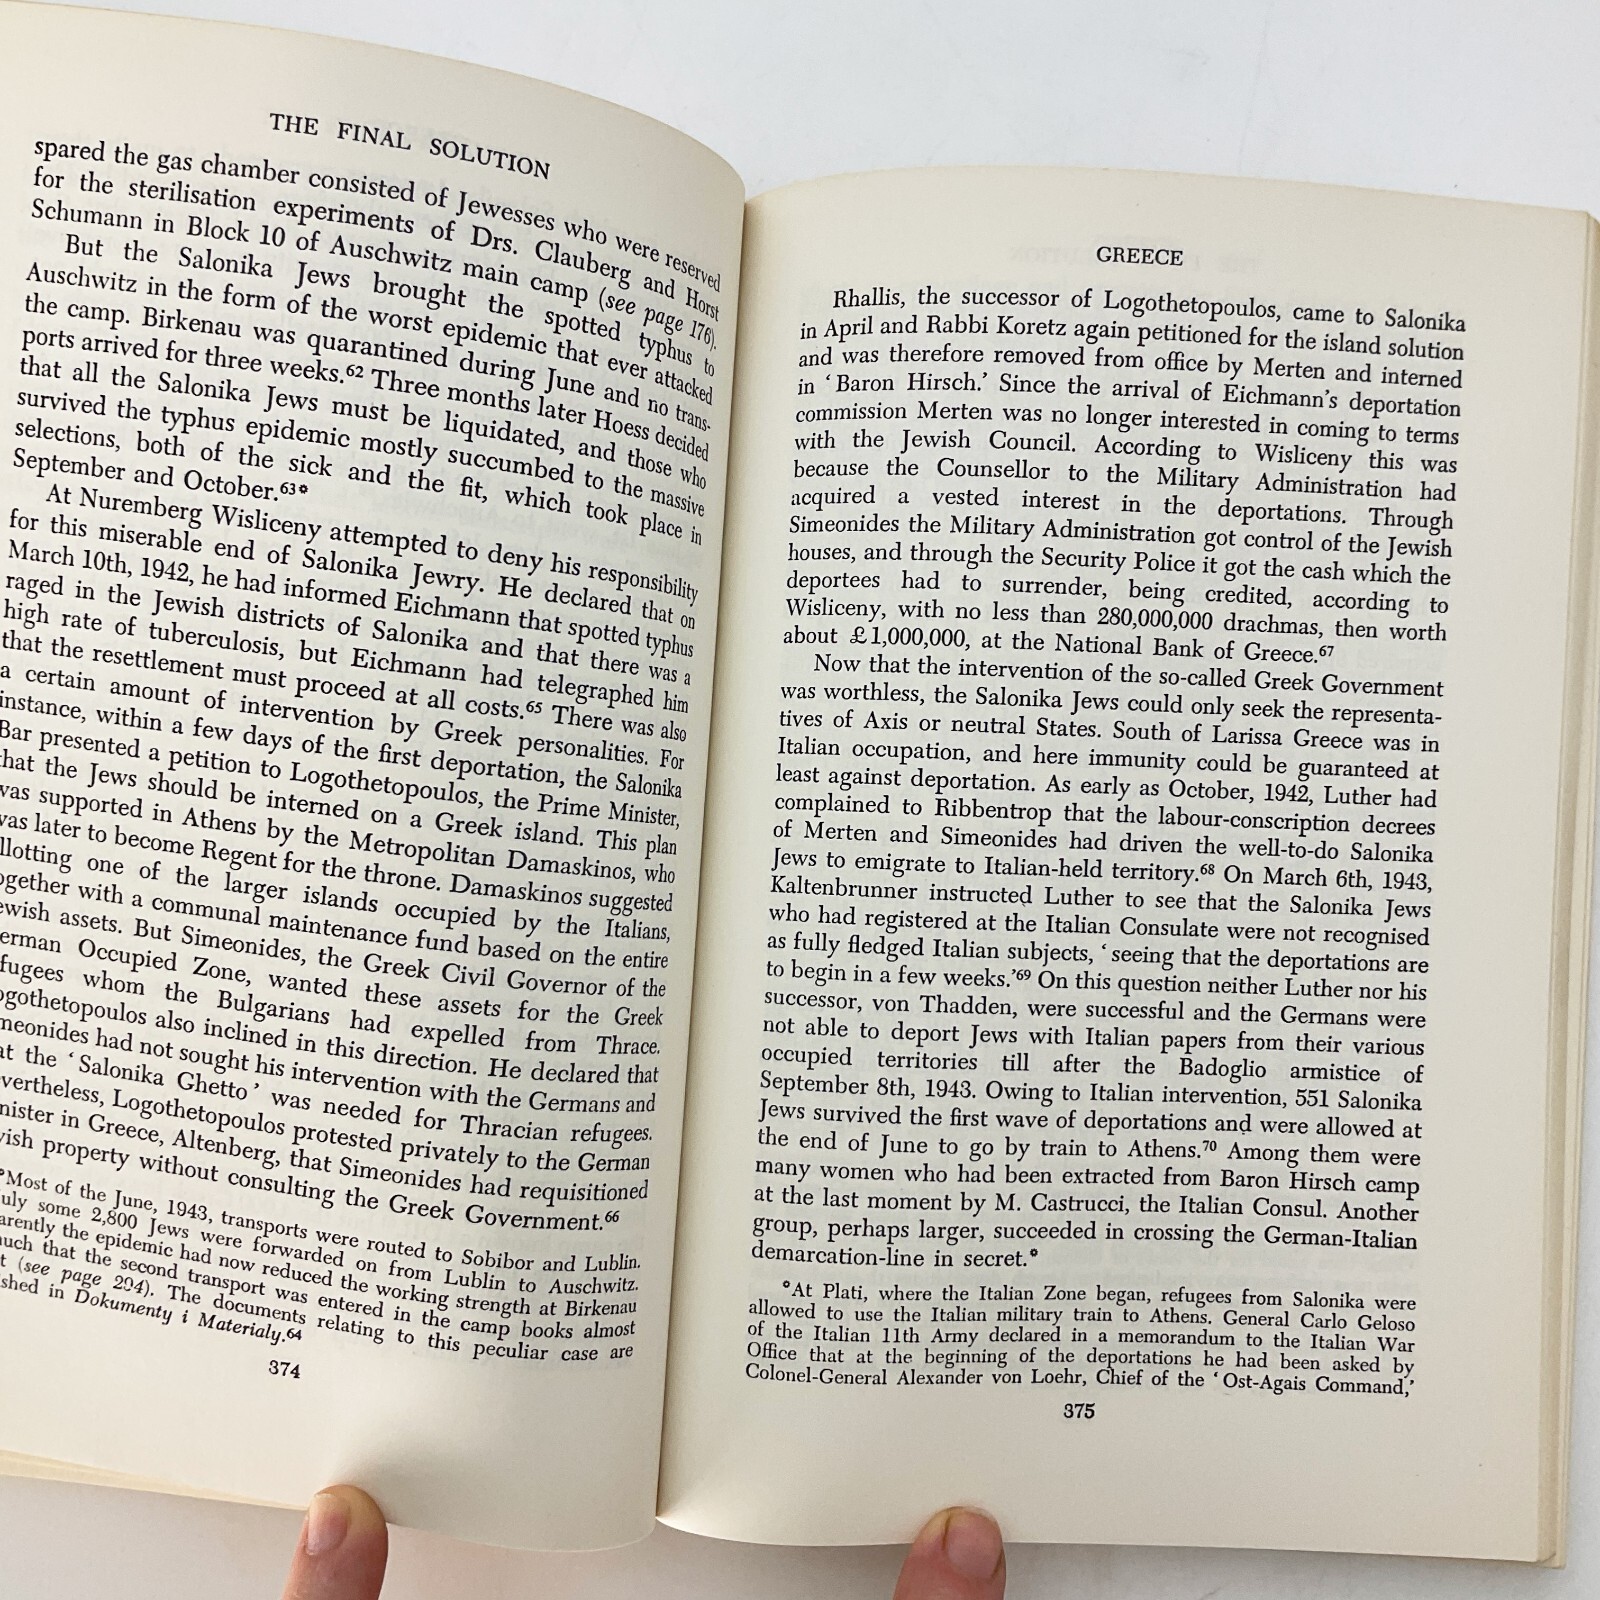 THE FINAL SOLUTION
spared the gas chamber consisted of Jewesses who were reserved
for the sterilisation experiments of Drs. Clauberg and Horst
Schumann in Block 10 of Auschwitz main camp (see page 176).
But the Salonika Jews brought the spotted typhus to
Auschwitz in the form of the worst epidemic that ever attacked
the camp. Birkenau was quarantined during June and no trans-
ports arrived for three weeks.62 Three months later Hoess decided
that all the Salonika Jews must be liquidated, and those who
survived the typhus epidemic mostly succumbed to the massive
selections, both of the sick and the fit, which took place in
September and October.63*
At Nuremberg Wisliceny attempted to deny his responsibility
for this miserable end of Salonika Jewry. He declared that on
March 10th, 1942, he had informed Eichmann that spotted typhus
raged in the Jewish districts of Salonika and that there was a
high rate of tuberculosis, but Eichmann had telegraphed him
that the resettlement must proceed at all costs.65 There was also
a certain amount of intervention by Greek personalities. For
instance, within a few days of the first deportation, the Salonika
Bar presented a petition to Logothetopoulos, the Prime Minister,
that the Jews should be interned on a Greek island. This plan
was supported in Athens by the Metropolitan Damaskinos, who
was later to become Regent for the throne. Damaskinos suggested
llotting one of the larger islands occupied by the Italians,
ogether with a communal maintenance fund based on the entire
ewish assets. But Simeonides, the Greek Civil Governor of the
erman Occupied Zone, wanted these assets for the Greek
fugees whom the Bulgarians had expelled from Thrace.
ogothetopoulos also inclined in this direction. He declared that
meonides had not sought his intervention with the Germans and
at the ‘Salonika Ghetto’ was needed for Thracian refugees.
evertheless, Logothetopoulos protested privately to the German
nister in Greece, Altenberg, that Simeonides had requisitioned
vish property without consulting the Greek Government.66
*Most of the June, 1943, transports were routed to Sobibor and Lublin.
uly some 2,800 Jews were forwarded on from Lublin to Auschwitz.
arently the epidemic had now reduced the working strength at Birkenau
uch that the second transport was entered in the camp books almost
t (see page 294). The documents relating to this peculiar case are
shed in Dokumenty i Materialy.64
374
GREECE
Rhallis, the successor of Logothetopoulos, came to Salonika
in April and Rabbi Koretz again petitioned for the island solution
and was therefore removed from office by Merten and interned
in ‘Baron Hirsch.’ Since the arrival of Eichmann's deportation
commission Merten was no longer interested in coming to terms
with the Jewish Council. According to Wisliceny this was
because the Counsellor to the Military Administration had
acquired a vested interest in the deportations. Through
Simeonides the Military Administration got control of the Jewish
houses, and through the Security Police it got the cash which the
deportees had to surrender, being credited, according to
Wisliceny, with no less than 280,000,000 drachmas, then worth
about £1,000,000, at the National Bank of Greece.67
Now that the intervention of the so-called Greek Government
was worthless, the Salonika Jews could only seek the representa-
tives of Axis or neutral States. South of Larissa Greece was in
Italian occupation, and here immunity could be guaranteed at
least against deportation. As early as October, 1942, Luther had
complained to Ribbentrop that the labour-conscription decrees
of Merten and Simeonides had driven the well-to-do Salonika
Jews to emigrate to Italian-held territory.68 On March 6th, 1943,
Kaltenbrunner instructed Luther to see that the Salonika Jews
who had registered at the Italian Consulate were not recognised
as fully fledged Italian subjects, ‘seeing that the deportations are
to begin in a few weeks.’69 On this question neither Luther nor his
successor, von Thadden, were successful and the Germans were
not able to deport Jews with Italian papers from their various
occupied territories till after the Badoglio armistice of
September 8th, 1943. Owing to Italian intervention, 551 Salonika
Jews survived the first wave of deportations and were allowed at
the end of June to go by train to Athens.70 Among them were
many women who had been extracted from Baron Hirsch camp
at the last moment by M. Castrucci, the Italian Consul. Another
group, perhaps larger, succeeded in crossing the German-Italian
demarcation-line in secret.*
*At Plati, where the Italian Zone began, refugees from Salonika were
allowed to use the Italian military train to Athens. General Carlo Geloso
of the Italian 11th Army declared in a memorandum to the Italian War
Office that at the beginning of the deportations he had been asked by
Colonel-General Alexander von Loehr, Chief of the ‘Ost-Agais Command,’
375